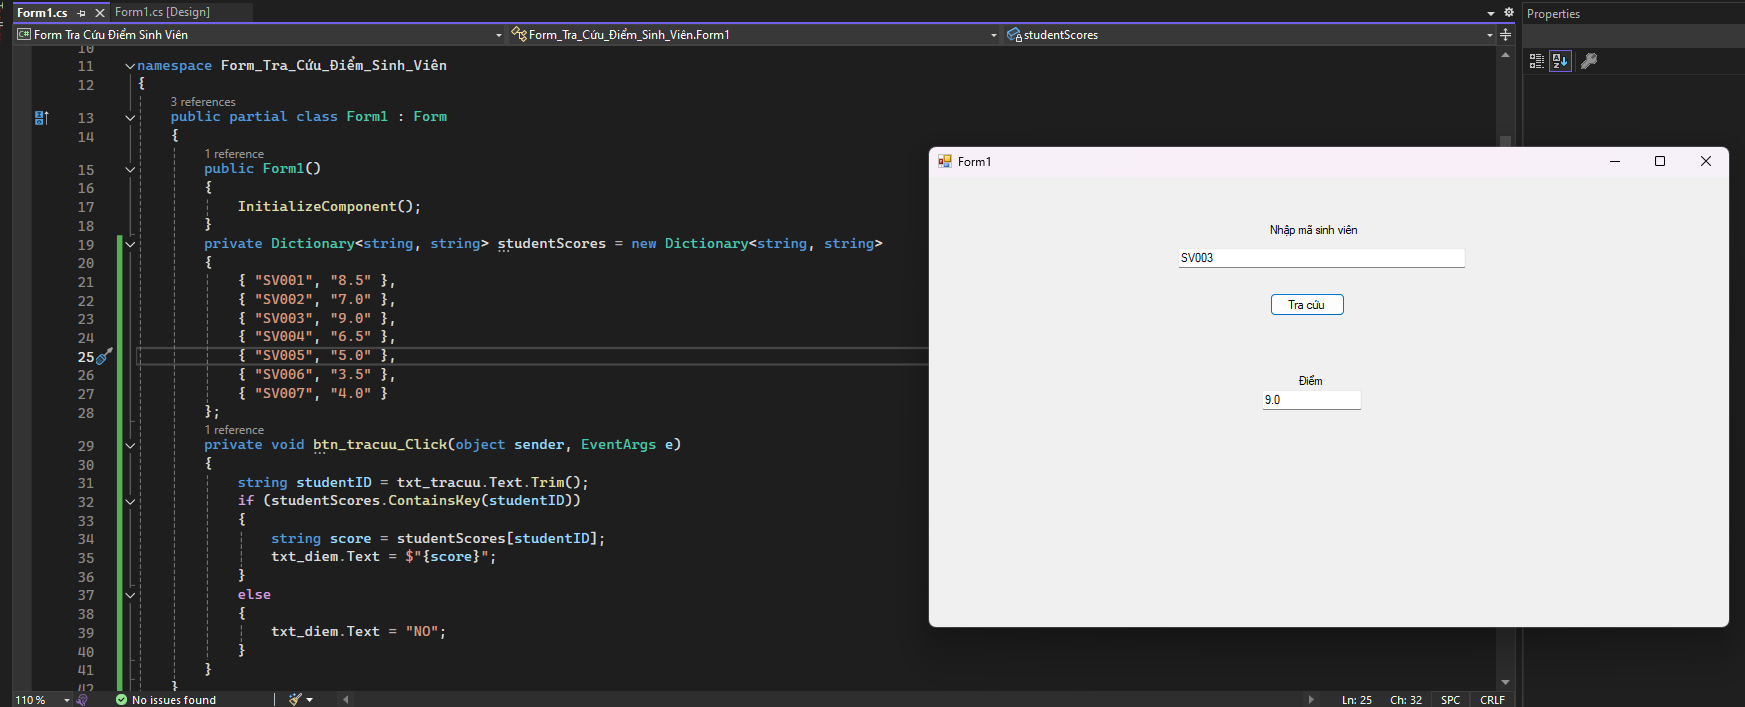 Form1.cs
Form1.cs [Design]
Properties
C# Form Tra Cứu Điểm Sinh Viên
Form_Tra_Cứu_Điểm_Sinh_Viên.Form1
studentScores
10
11 namespace Form_Tra_Cứu_Điểm_Sinh_Viên
12 {
3 references
13 public partial class Form1 : Form
14 {
1 reference
15 public Form1()
16 {
17 InitializeComponent();
18 }
19 private Dictionary<string, string> studentScores = new Dictionary<string, string>
20 {
21 { "SV001", "8.5" },
22 { "SV002", "7.0" },
23 { "SV003", "9.0" },
24 { "SV004", "6.5" },
25 { "SV005", "5.0" },
26 { "SV006", "3.5" },
27 { "SV007", "4.0" }
28 };
1 reference
29 private void btn_tracuu_Click(object sender, EventArgs e)
30 {
31 string studentID = txt_tracuu.Text.Trim();
32 if (studentScores.ContainsKey(studentID))
33 {
34 string score = studentScores[studentID];
35 txt_diem.Text = $"{score}";
36 }
37 else
38 {
39 txt_diem.Text = "NO";
40 }
41 }
42 }
Form1
Nhập mã sinh viên
SV003
Tra cứu
Điểm
9.0
110 %
No issues found
Ln: 25
Ch: 32
SPC
CRLF